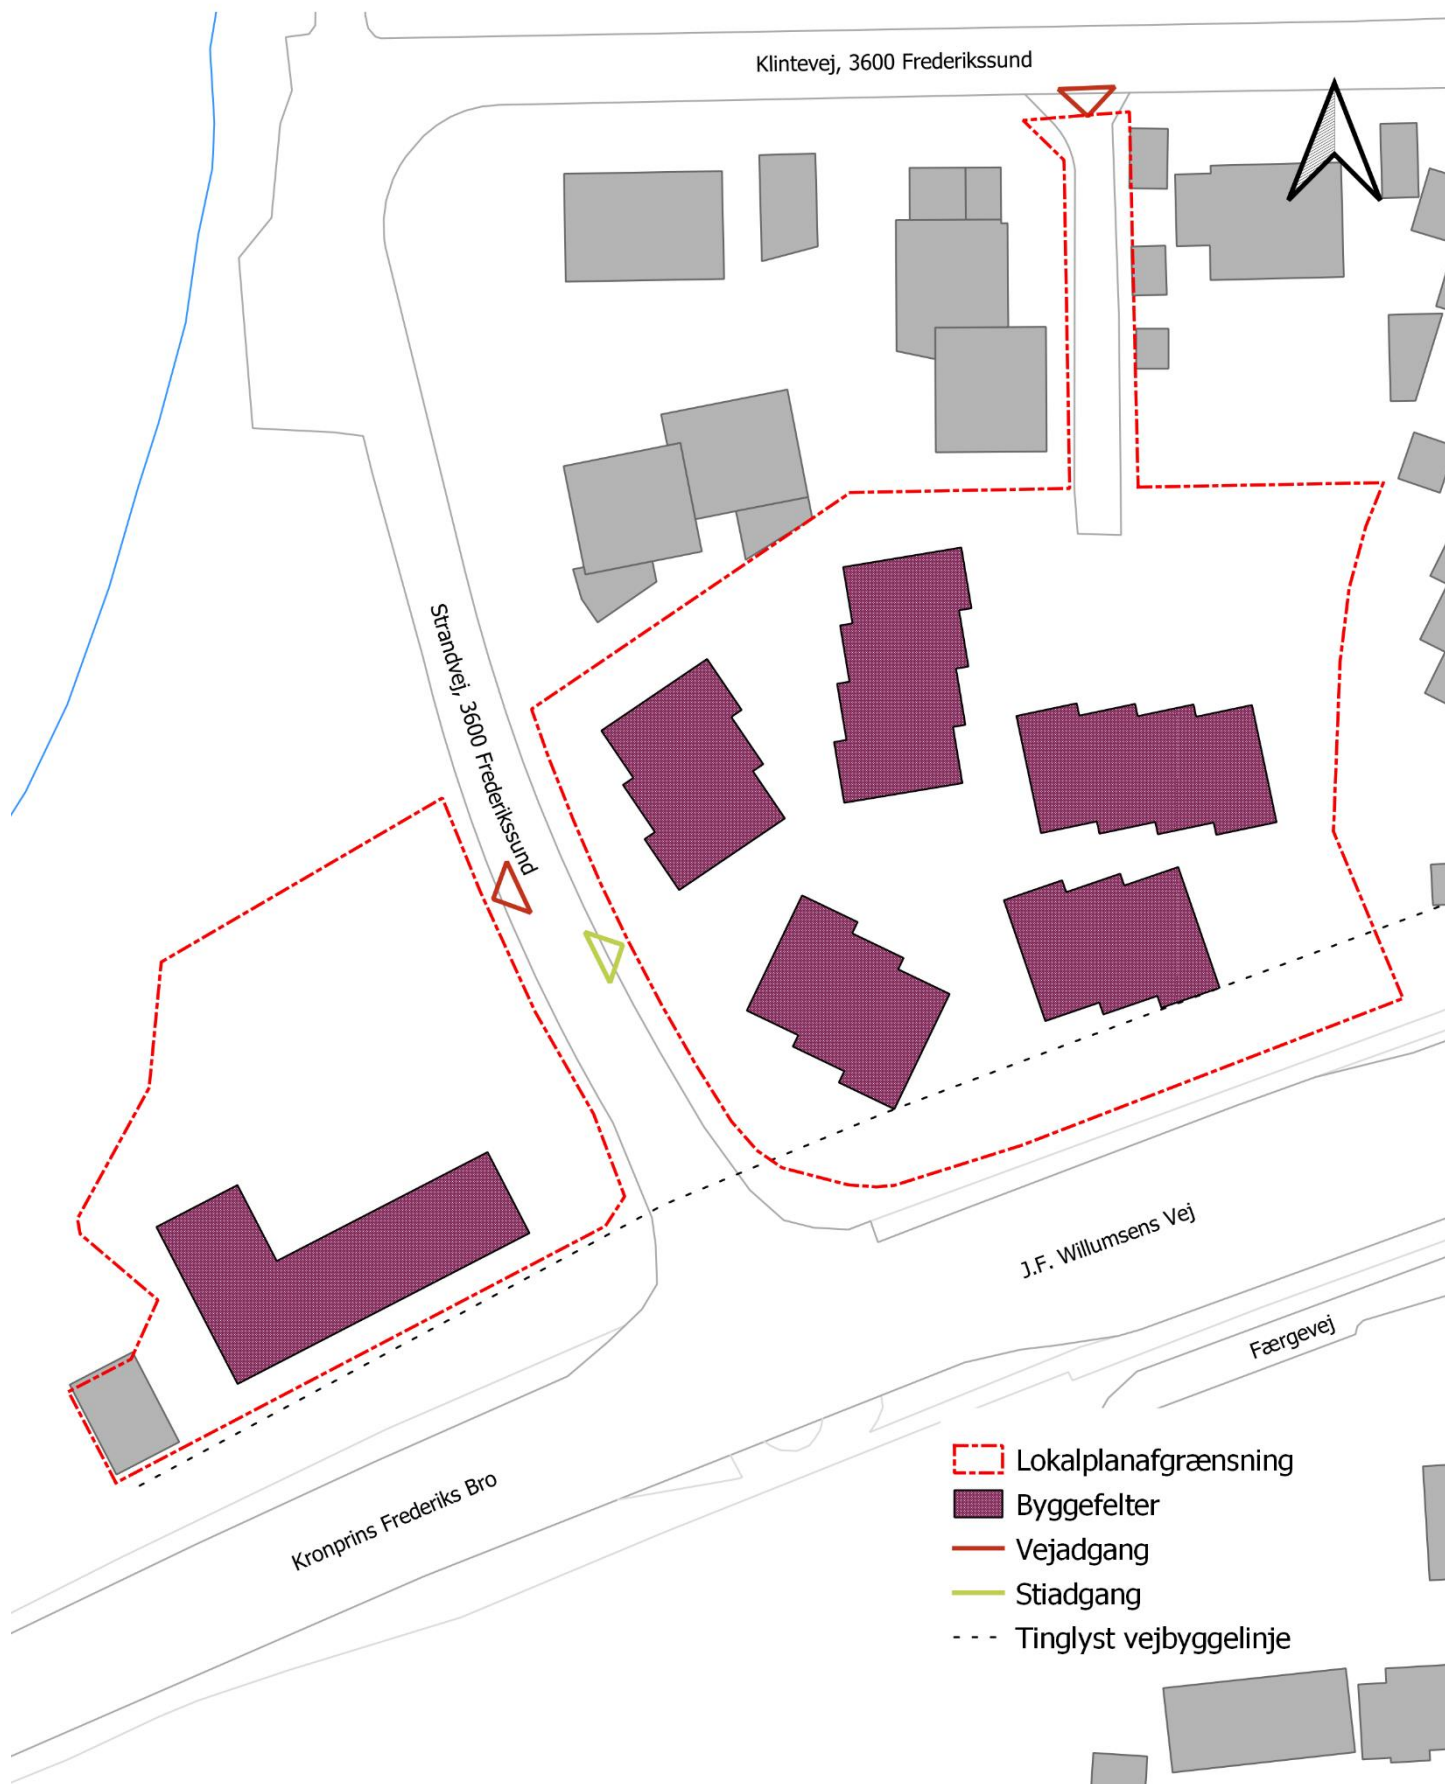 Klintevej, 3600 Frederikssund
Strandvej, 3600 Frederikssund
J.F. Willumsens Vej
Færgevej
Kronprins Frederiks Bro
Lokalplanafgrænsning
Byggefelter
Vejadgang
Stiadgang
Tinglyst vejbyggelinje